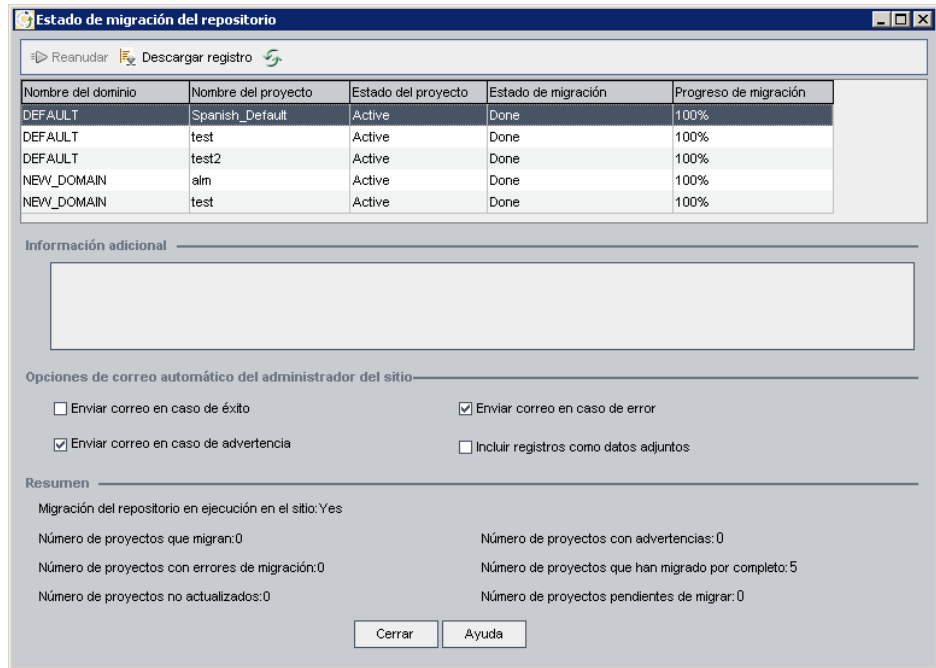 Estado de migración del repositorio
Reanudar Descargar registro
Nombre del dominio Nombre del proyecto Estado del proyecto Estado de migración Progreso de migración
DEFAULT Spanish_Default Active Done 100%
DEFAULT test Active Done 100%
DEFAULT test2 Active Done 100%
NEW_DOMAIN alm Active Done 100%
NEW_DOMAIN test Active Done 100%
Información adicional
Opciones de correo automático del administrador del sitio
Enviar correo en caso de éxito Enviar correo en caso de error
Enviar correo en caso de advertencia Incluir registros como datos adjuntos
Resumen
Migración del repositorio en ejecución en el sitio:Yes
Número de proyectos que migran:0 Número de proyectos con advertencias:0
Número de proyectos con errores de migración:0 Número de proyectos que han migrado por completo:5
Número de proyectos no actualizados:0 Número de proyectos pendientes de migrar:0
Cerrar Ayuda